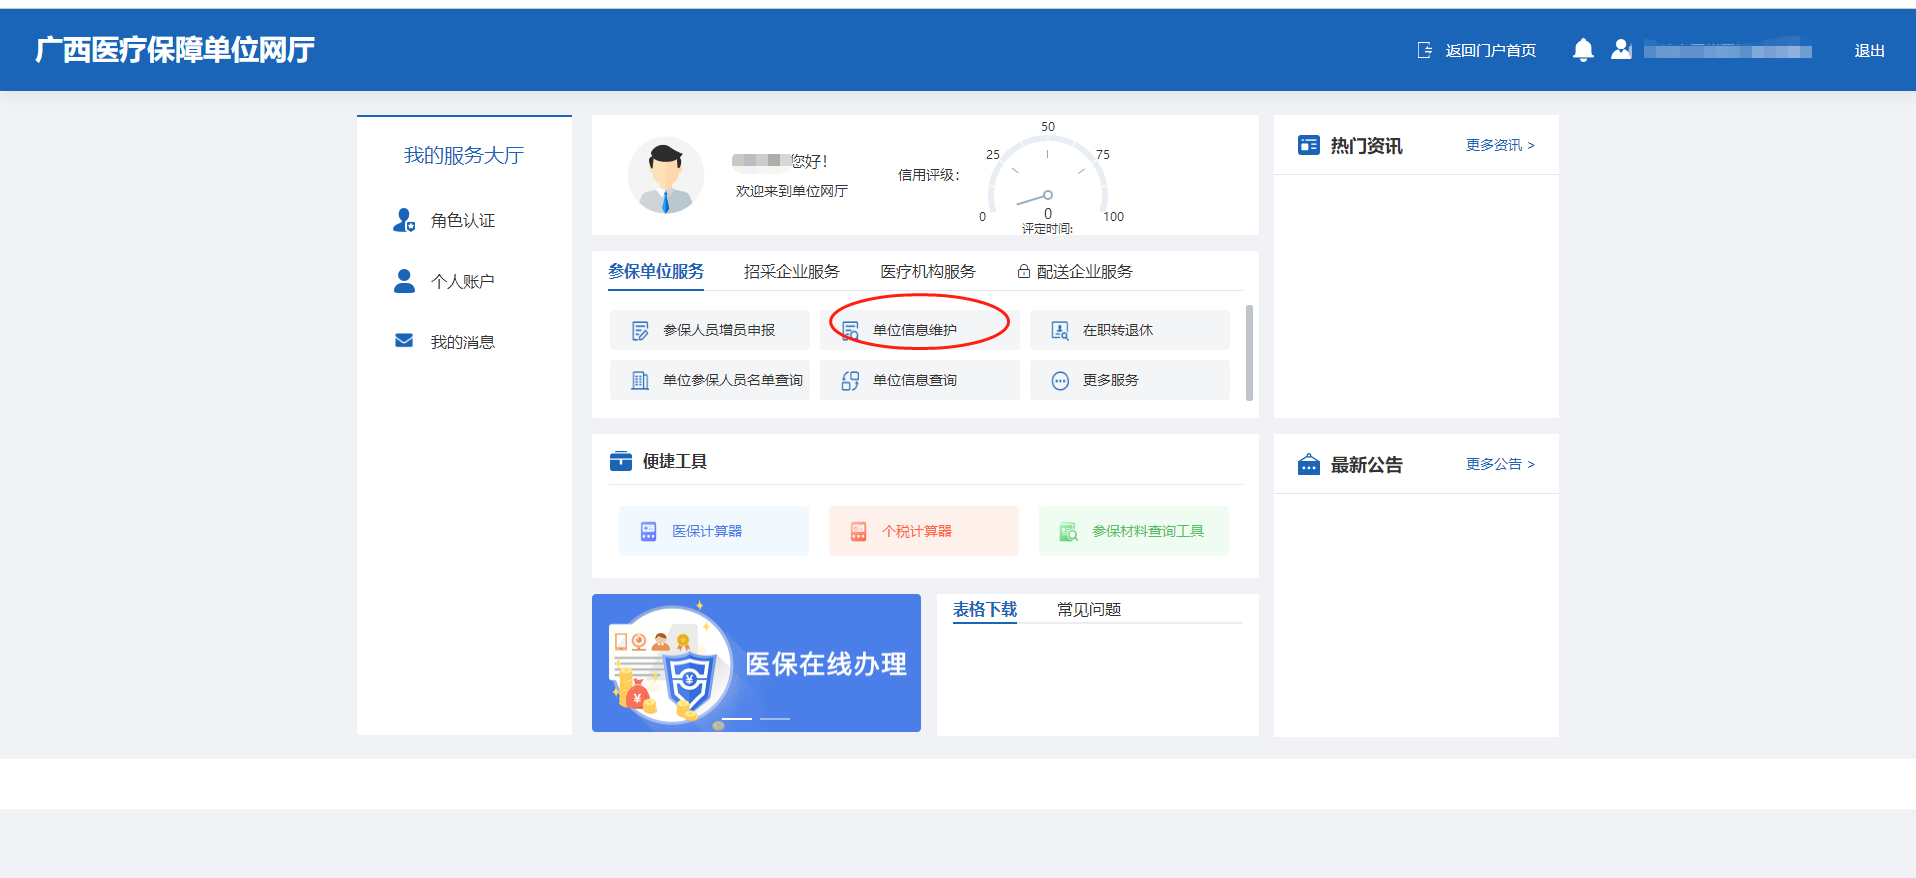 广西医疗保障单位网厅
返回门户首页
退出
我的服务大厅
角色认证
个人账户
我的消息
您好!
欢迎来到单位网厅
信用评级:
0
25
50
75
100
0
评定时间:
参保单位服务 招采企业服务 医疗机构服务 配送企业服务
参保人员增员申报 单位信息维护 在职转退休
单位参保人员名单查询 单位信息查询 更多服务
便捷工具
医保计算器 个税计算器 参保材料查询工具
医保在线办理
表格下载 常见问题
热门资讯 更多资讯 >
最新公告 更多公告 >